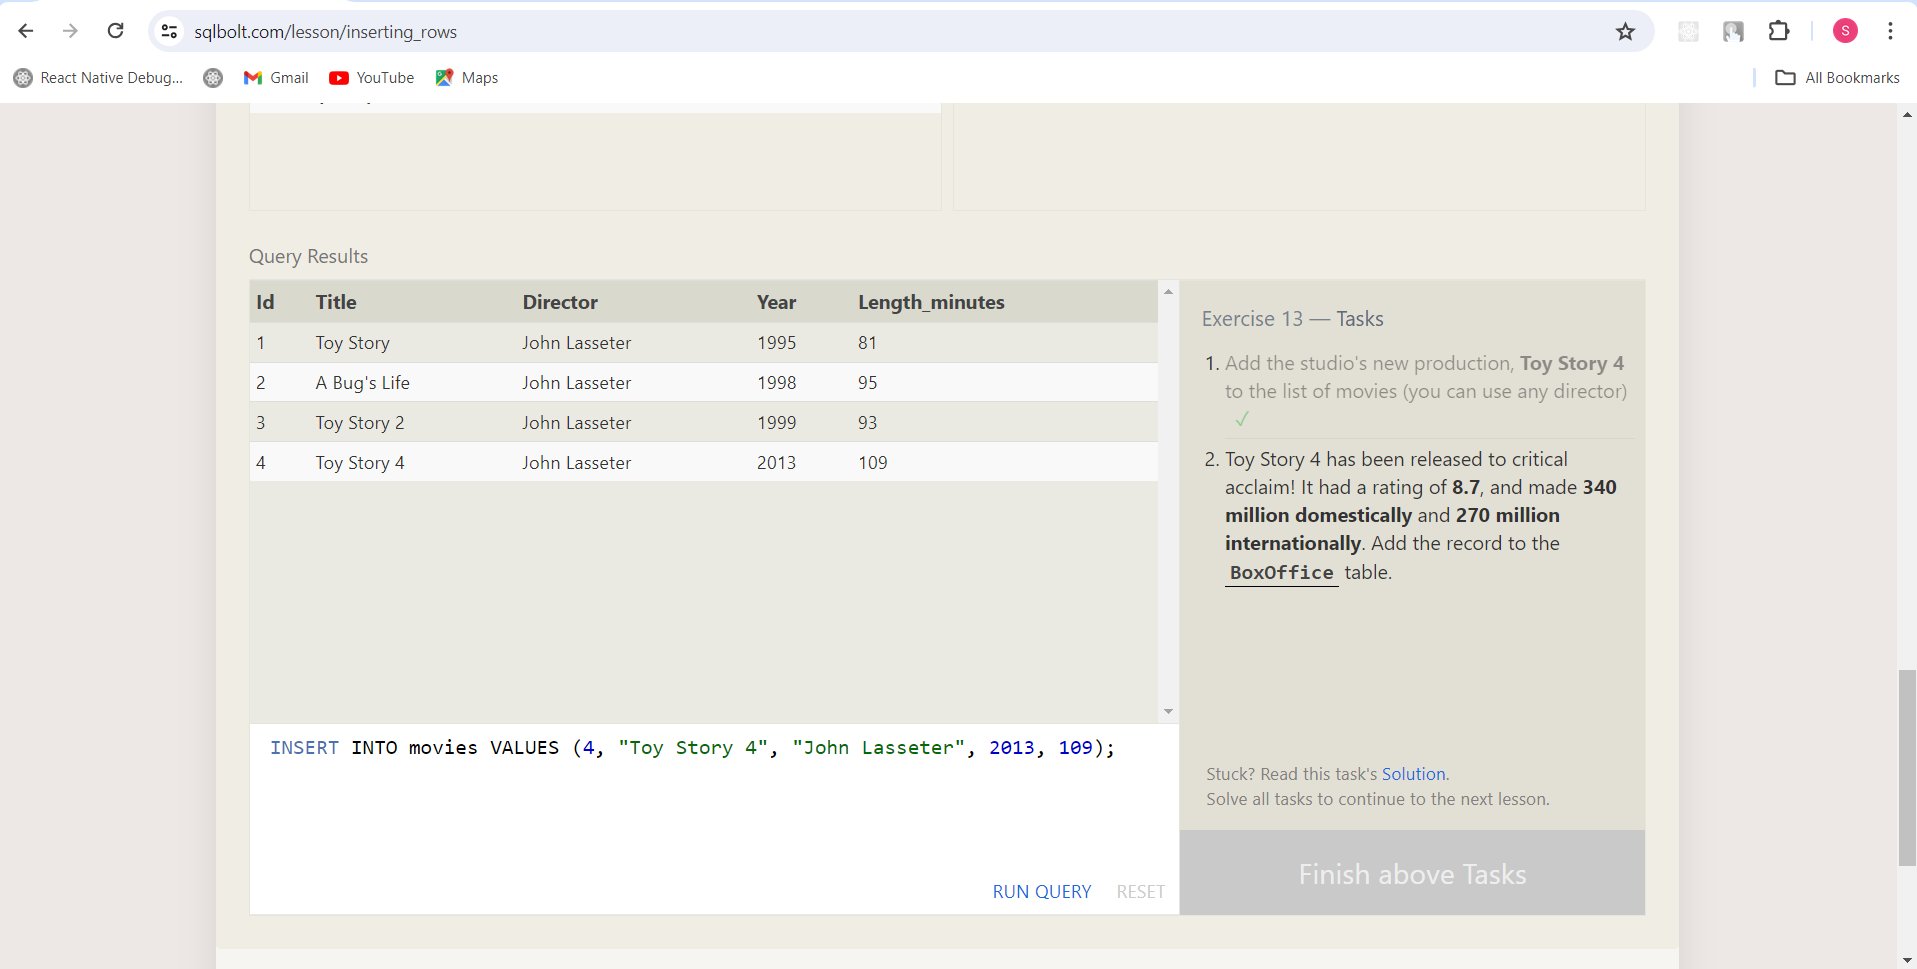 sqlbolt.com/lesson/inserting_rows
S
React Native Debug...
Gmail
YouTube
Maps
All Bookmarks
Query Results
Id Title Director Year Length_minutes
1 Toy Story John Lasseter 1995 81
2 A Bug's Life John Lasseter 1998 95
3 Toy Story 2 John Lasseter 1999 93
4 Toy Story 4 John Lasseter 2013 109
Exercise 13 — Tasks
1. Add the studio's new production, Toy Story 4
to the list of movies (you can use any director)
✓
2. Toy Story 4 has been released to critical
acclaim! It had a rating of 8.7, and made 340
million domestically and 270 million
internationally. Add the record to the
BoxOffice table.
INSERT INTO movies VALUES (4, "Toy Story 4", "John Lasseter", 2013, 109);
RUN QUERY RESET
Stuck? Read this task's Solution.
Solve all tasks to continue to the next lesson.
Finish above Tasks